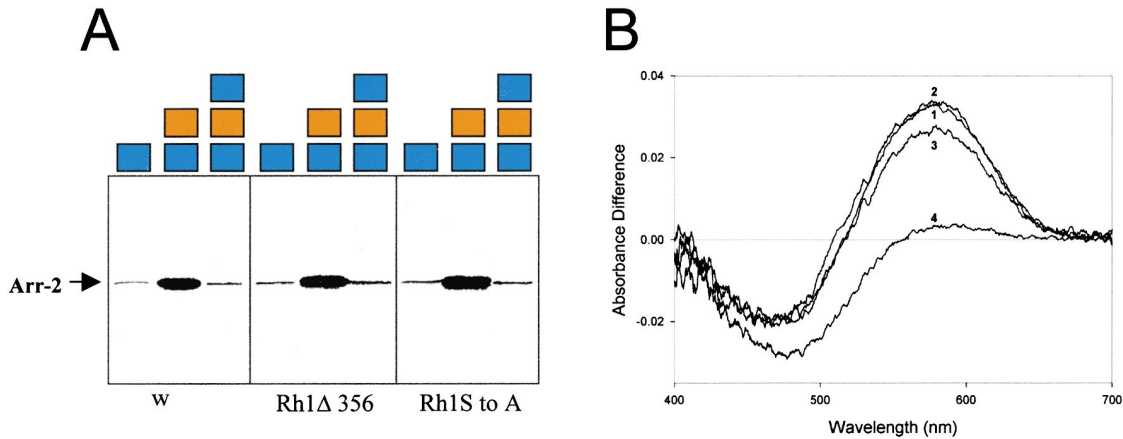 A
B
Arr-2
w
Rh1Δ 356
Rh1S to A
Absorbance Difference
0.04
0.02
0.00
-0.02
2
1
3
4
400
500
600
700
Wavelength (nm)